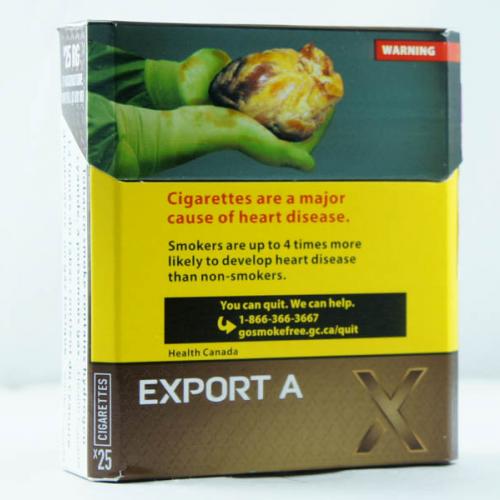 WARNING
Cigarettes are a major
cause of heart disease.
Smokers are up to 4 times more
likely to develop heart disease
than non-smokers.
You can quit. We can help.
1-866-366-3667
gosmokefree.gc.ca/quit
Health Canada
EXPORT A
X
CIGARETTES
x25